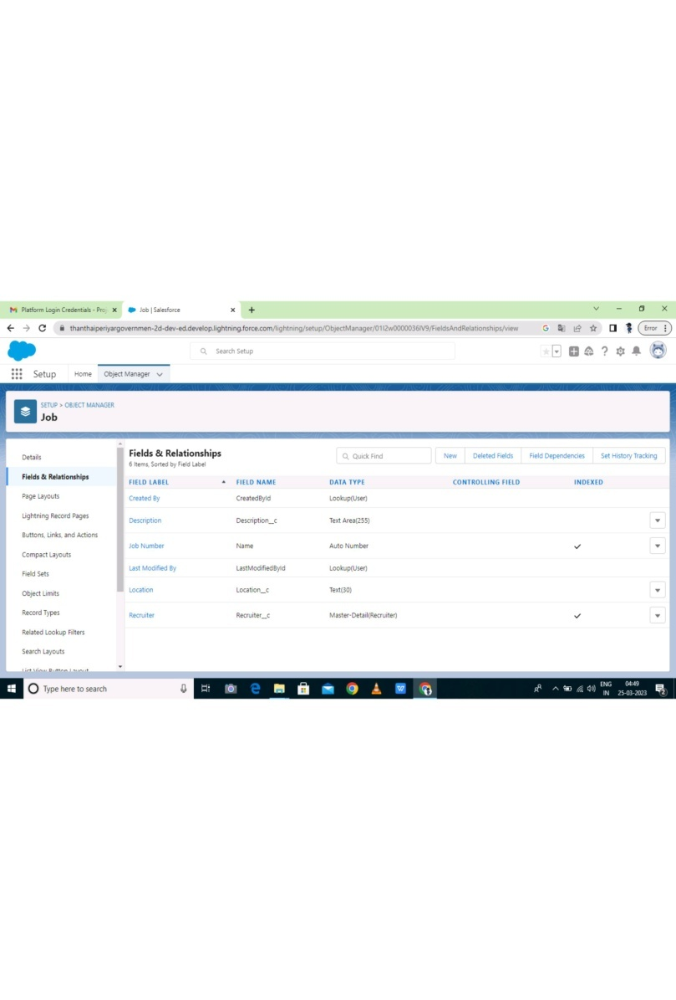 Platform Login Credentials - Pro
Job | Salesforce
thanthaiperiyargovernmen-2d-dev-ed.develop.lightning.force.com/lightning/setup/ObjectManager/01I2w0000036IV9/FieldsAndRelationships/view
Error
Search Setup
Setup
Home
Object Manager
SETUP > OBJECT MANAGER
Job
Details
Fields & Relationships
Page Layouts
Lightning Record Pages
Buttons, Links, and Actions
Compact Layouts
Field Sets
Object Limits
Record Types
Related Lookup Filters
Search Layouts
List View Button Layout
Fields & Relationships
6 Items, Sorted by Field Label
Quick Find
New
Deleted Fields
Field Dependencies
Set History Tracking
FIELD LABEL FIELD NAME DATA TYPE CONTROLLING FIELD INDEXED
Created By CreatedById Lookup(User)
Description Description__c Text Area(255)
Job Number Name Auto Number
Last Modified By LastModifiedById Lookup(User)
Location Location__c Text(30)
Recruiter Recruiter__c Master-Detail(Recruiter)
Type here to search
ENG
IN
04:49
25-03-2023
2